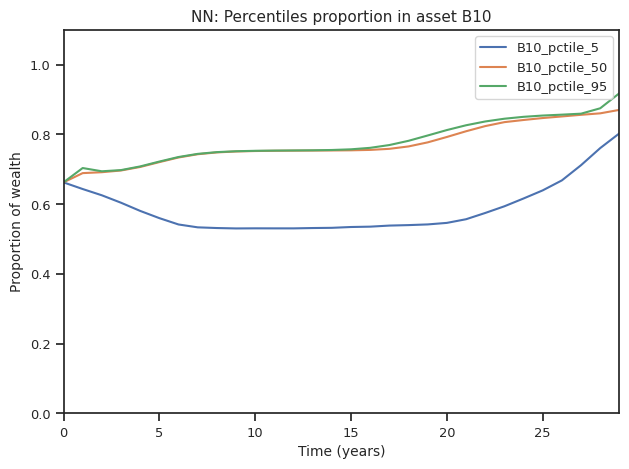 NN: Percentiles proportion in asset B10
B10_pctile_5
B10_pctile_50
B10_pctile_95
Proportion of wealth
1.0
0.8
0.6
0.4
0.2
0.0
0 5 10 15 20 25
Time (years)